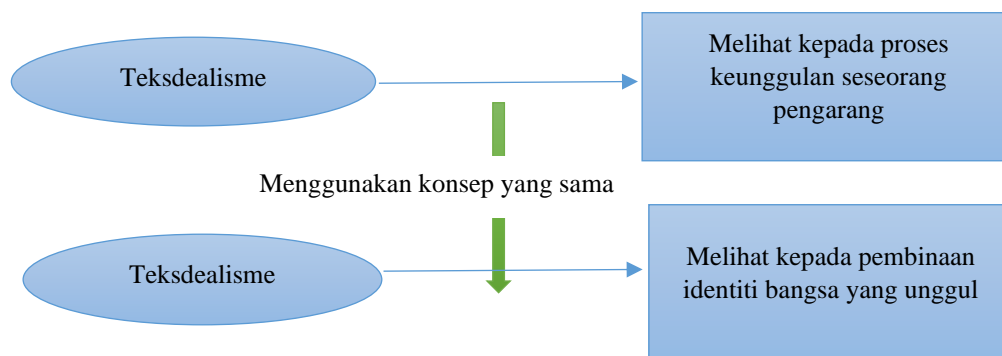 Teksdealisme
Melihat kepada proses
keunggulan seseorang
pengarang
Menggunakan konsep yang sama
Teksdealisme
Melihat kepada pembinaan
identiti bangsa yang unggul